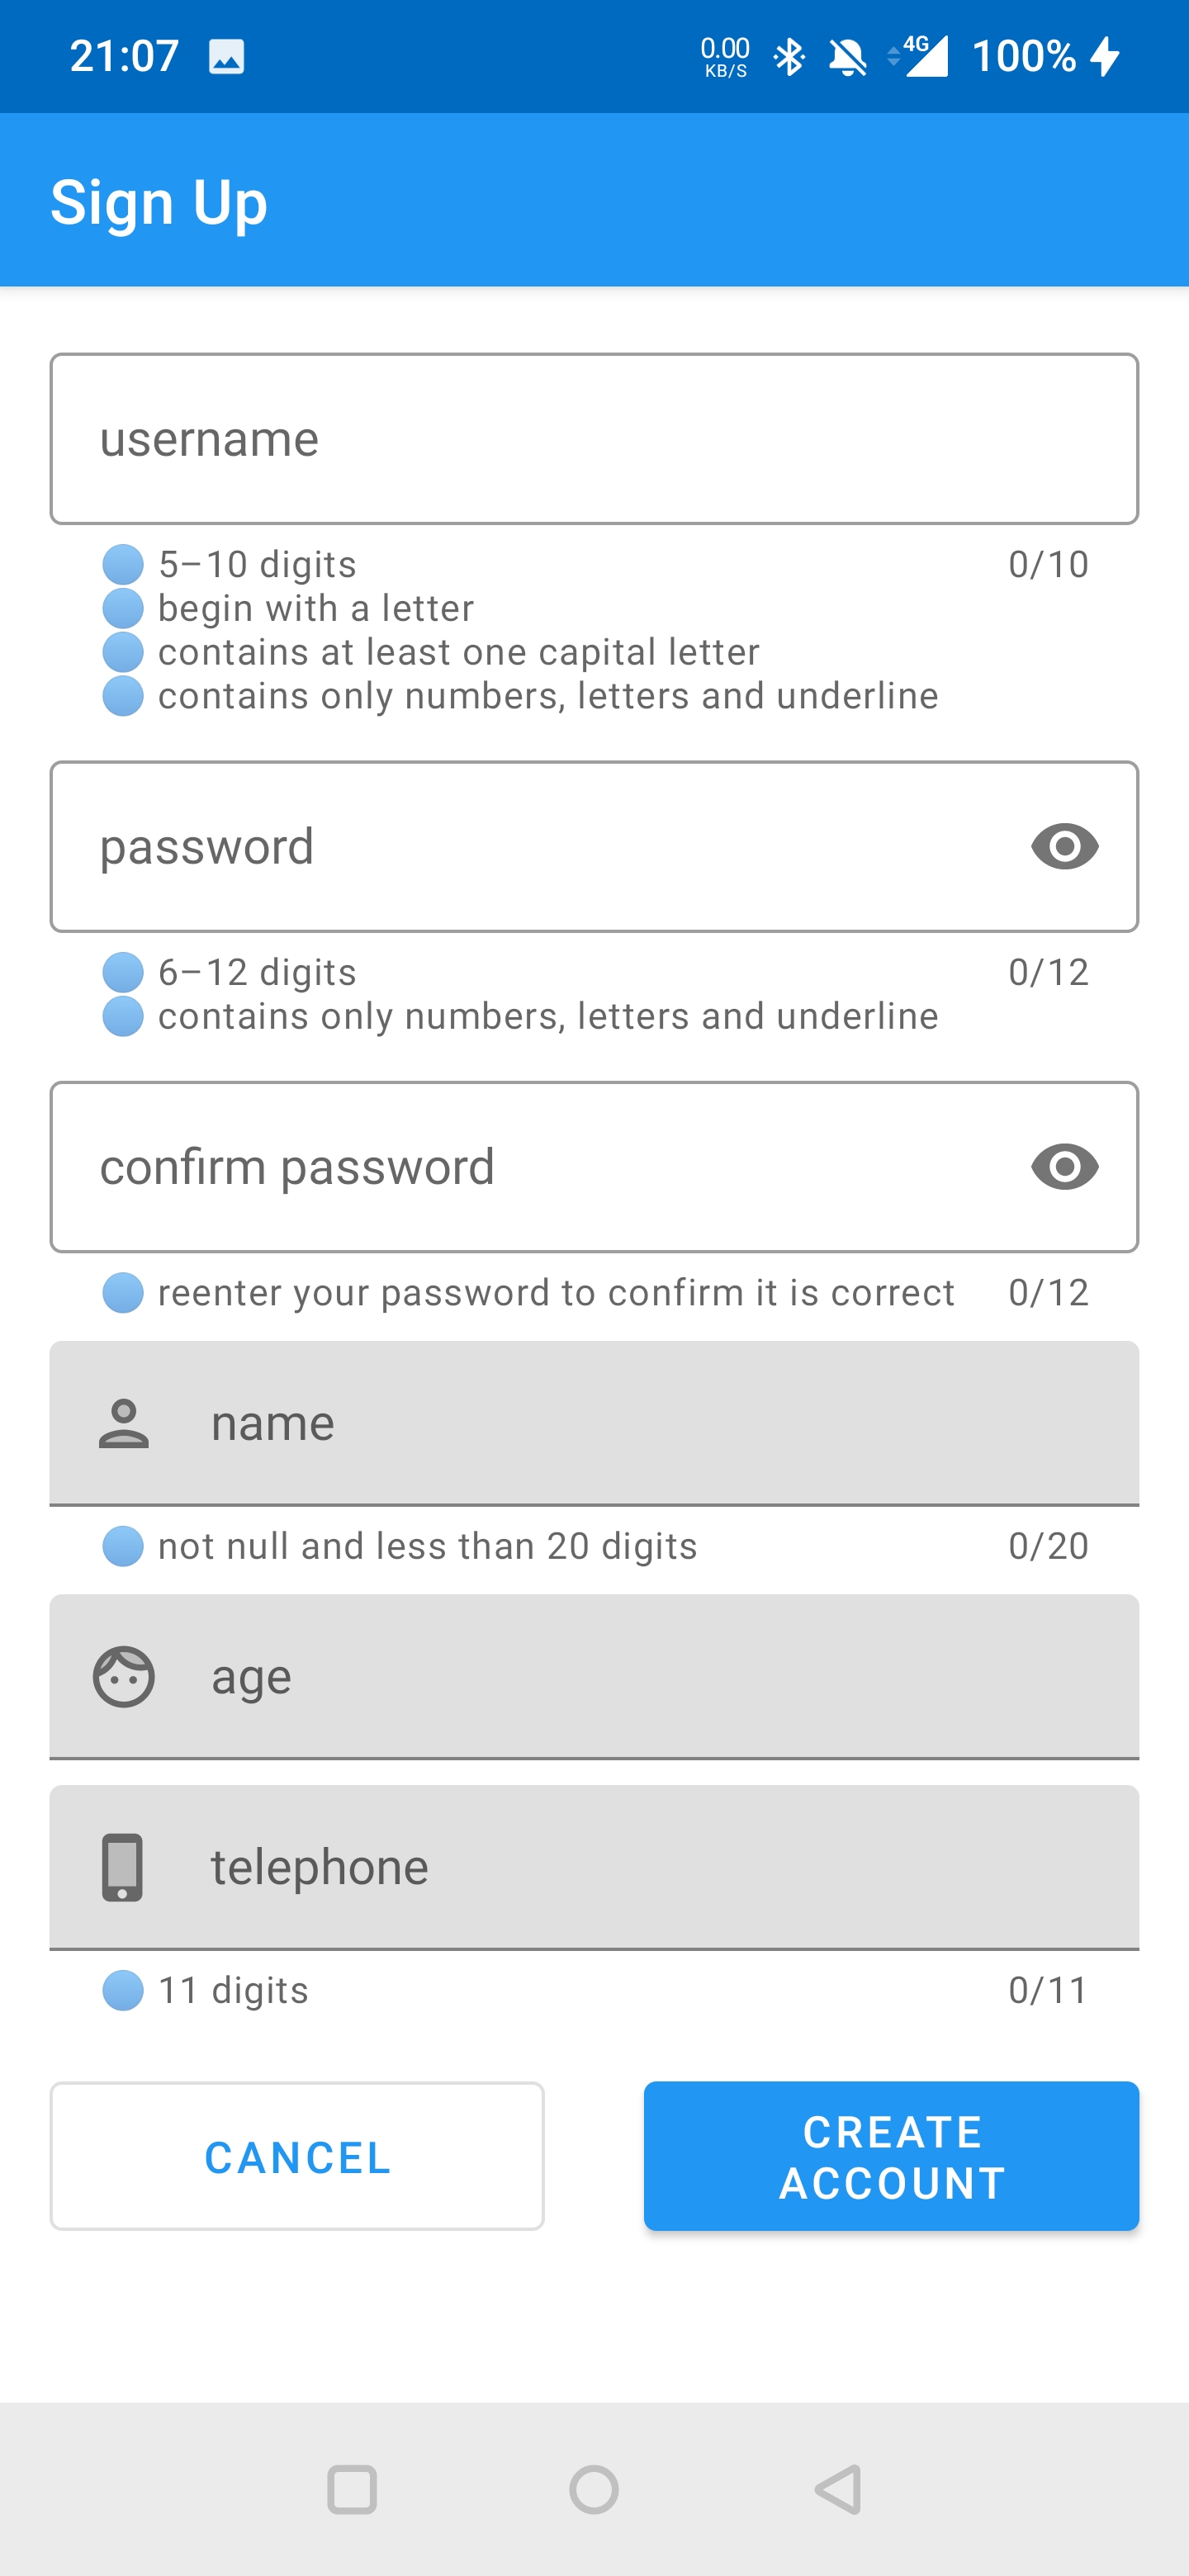 21:07 0.00 KB/S 4G 100%
Sign Up
username
5–10 digits 0/10
begin with a letter
contains at least one capital letter
contains only numbers, letters and underline
password
6–12 digits 0/12
contains only numbers, letters and underline
confirm password
reenter your password to confirm it is correct 0/12
name
not null and less than 20 digits 0/20
age
telephone
11 digits 0/11
CANCEL
CREATE
ACCOUNT